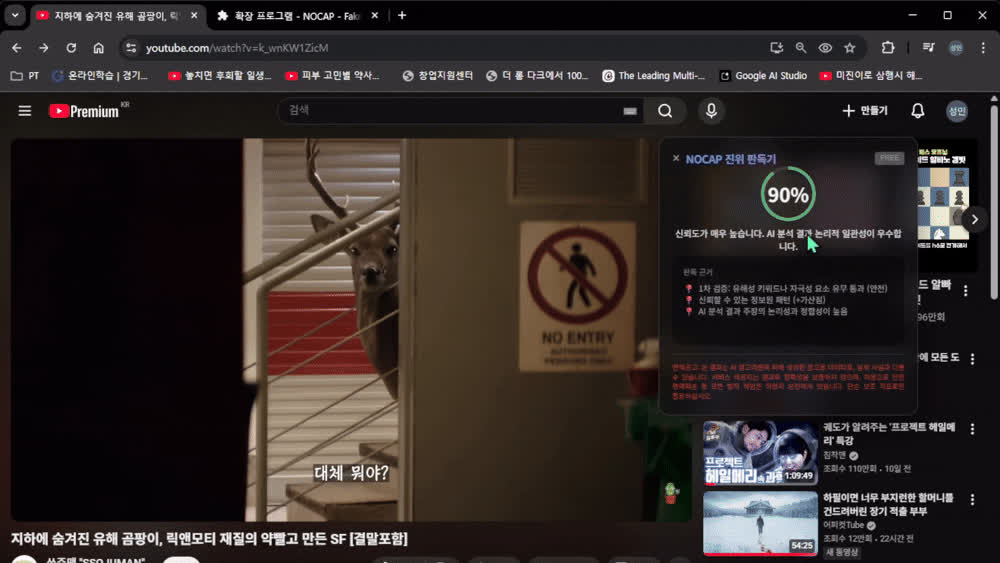 지하에 숨겨진 유해 곰팡이, 릭
확장 프로그램 - NOCAP - Fak
youtube.com/watch?v=k_wnKW1ZicM
성민
PT
온라인학습 | 경기...
놓치면 후회할 일생...
피부 고민별 약사...
창업지원센터
더 롱 다크에서 100...
The Leading Multi-...
Google AI Studio
미진이로 삼행시 해...
Premium KR
검색
만들기
성민
NOCAP 진위 판독기
FREE
90%
신뢰도가 매우 높습니다. AI 분석 결과 논리적 일관성이 우수합
니다.
판독 근거
1차 검증: 유해성 키워드나 자극성 요소 유무 통과 (안전)
신뢰할 수 있는 정보원 패턴 (+가산점)
AI 분석 결과 주장의 논리성과 정합성이 높음
NO ENTRY
대체 뭐야?
드 알빠
96만회
에 모든 도
프로젝트
헤일메리
1:09:49
궤도가 알려주는 '프로젝트 헤일메
리' 특강
침착맨
조회수 110만회 • 10일 전
54:25
하필이면 너무 부지런한 할머니를
건드려버린 장기 적출 부부
어퍼컷Tube
조회수 12만회 • 22시간 전
새 동영상
지하에 숨겨진 유해 곰팡이, 릭앤모티 재질의 약빨고 만든 SF [결말포함]